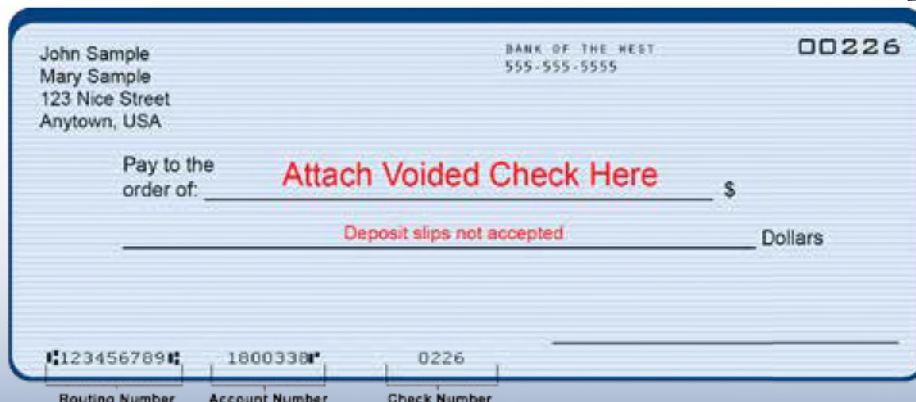 John Sample
Mary Sample
123 Nice Street
Anytown, USA
BANK OF THE WEST
555-555-5555
00226
Pay to the
order of:
Attach Voided Check Here
$
Deposit slips not accepted
Dollars
⑆123456789⑆ 1800338⑈ 0226
Routing Number Account Number Check Number